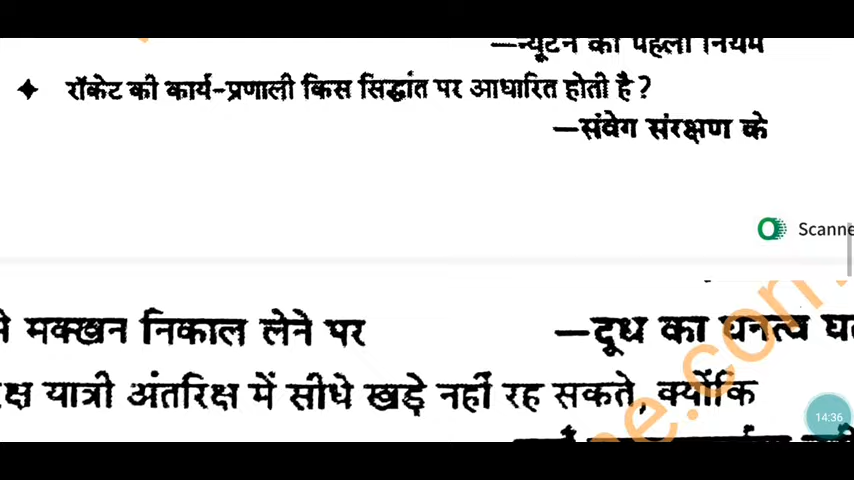 —न्यूटन का पहला नियम
✦ रॉकेट की कार्य-प्रणाली किस सिद्धांत पर आधारित होती है?
—संवेग संरक्षण के
Scanne
मक्खन निकाल लेने पर —दूध का घनत्व
यात्री अंतरिक्ष में सीधे खड़े नहीं रह सकते, क्योंकि
14:36